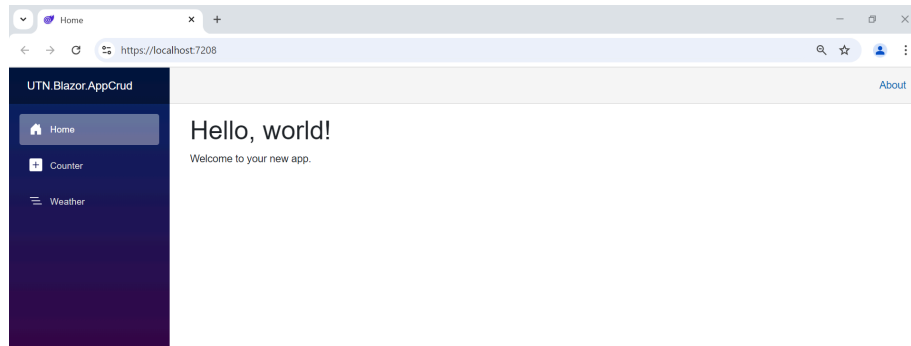 Home
https://localhost:7208
UTN.Blazor.AppCrud
About
Home
Counter
Weather
Hello, world!
Welcome to your new app.